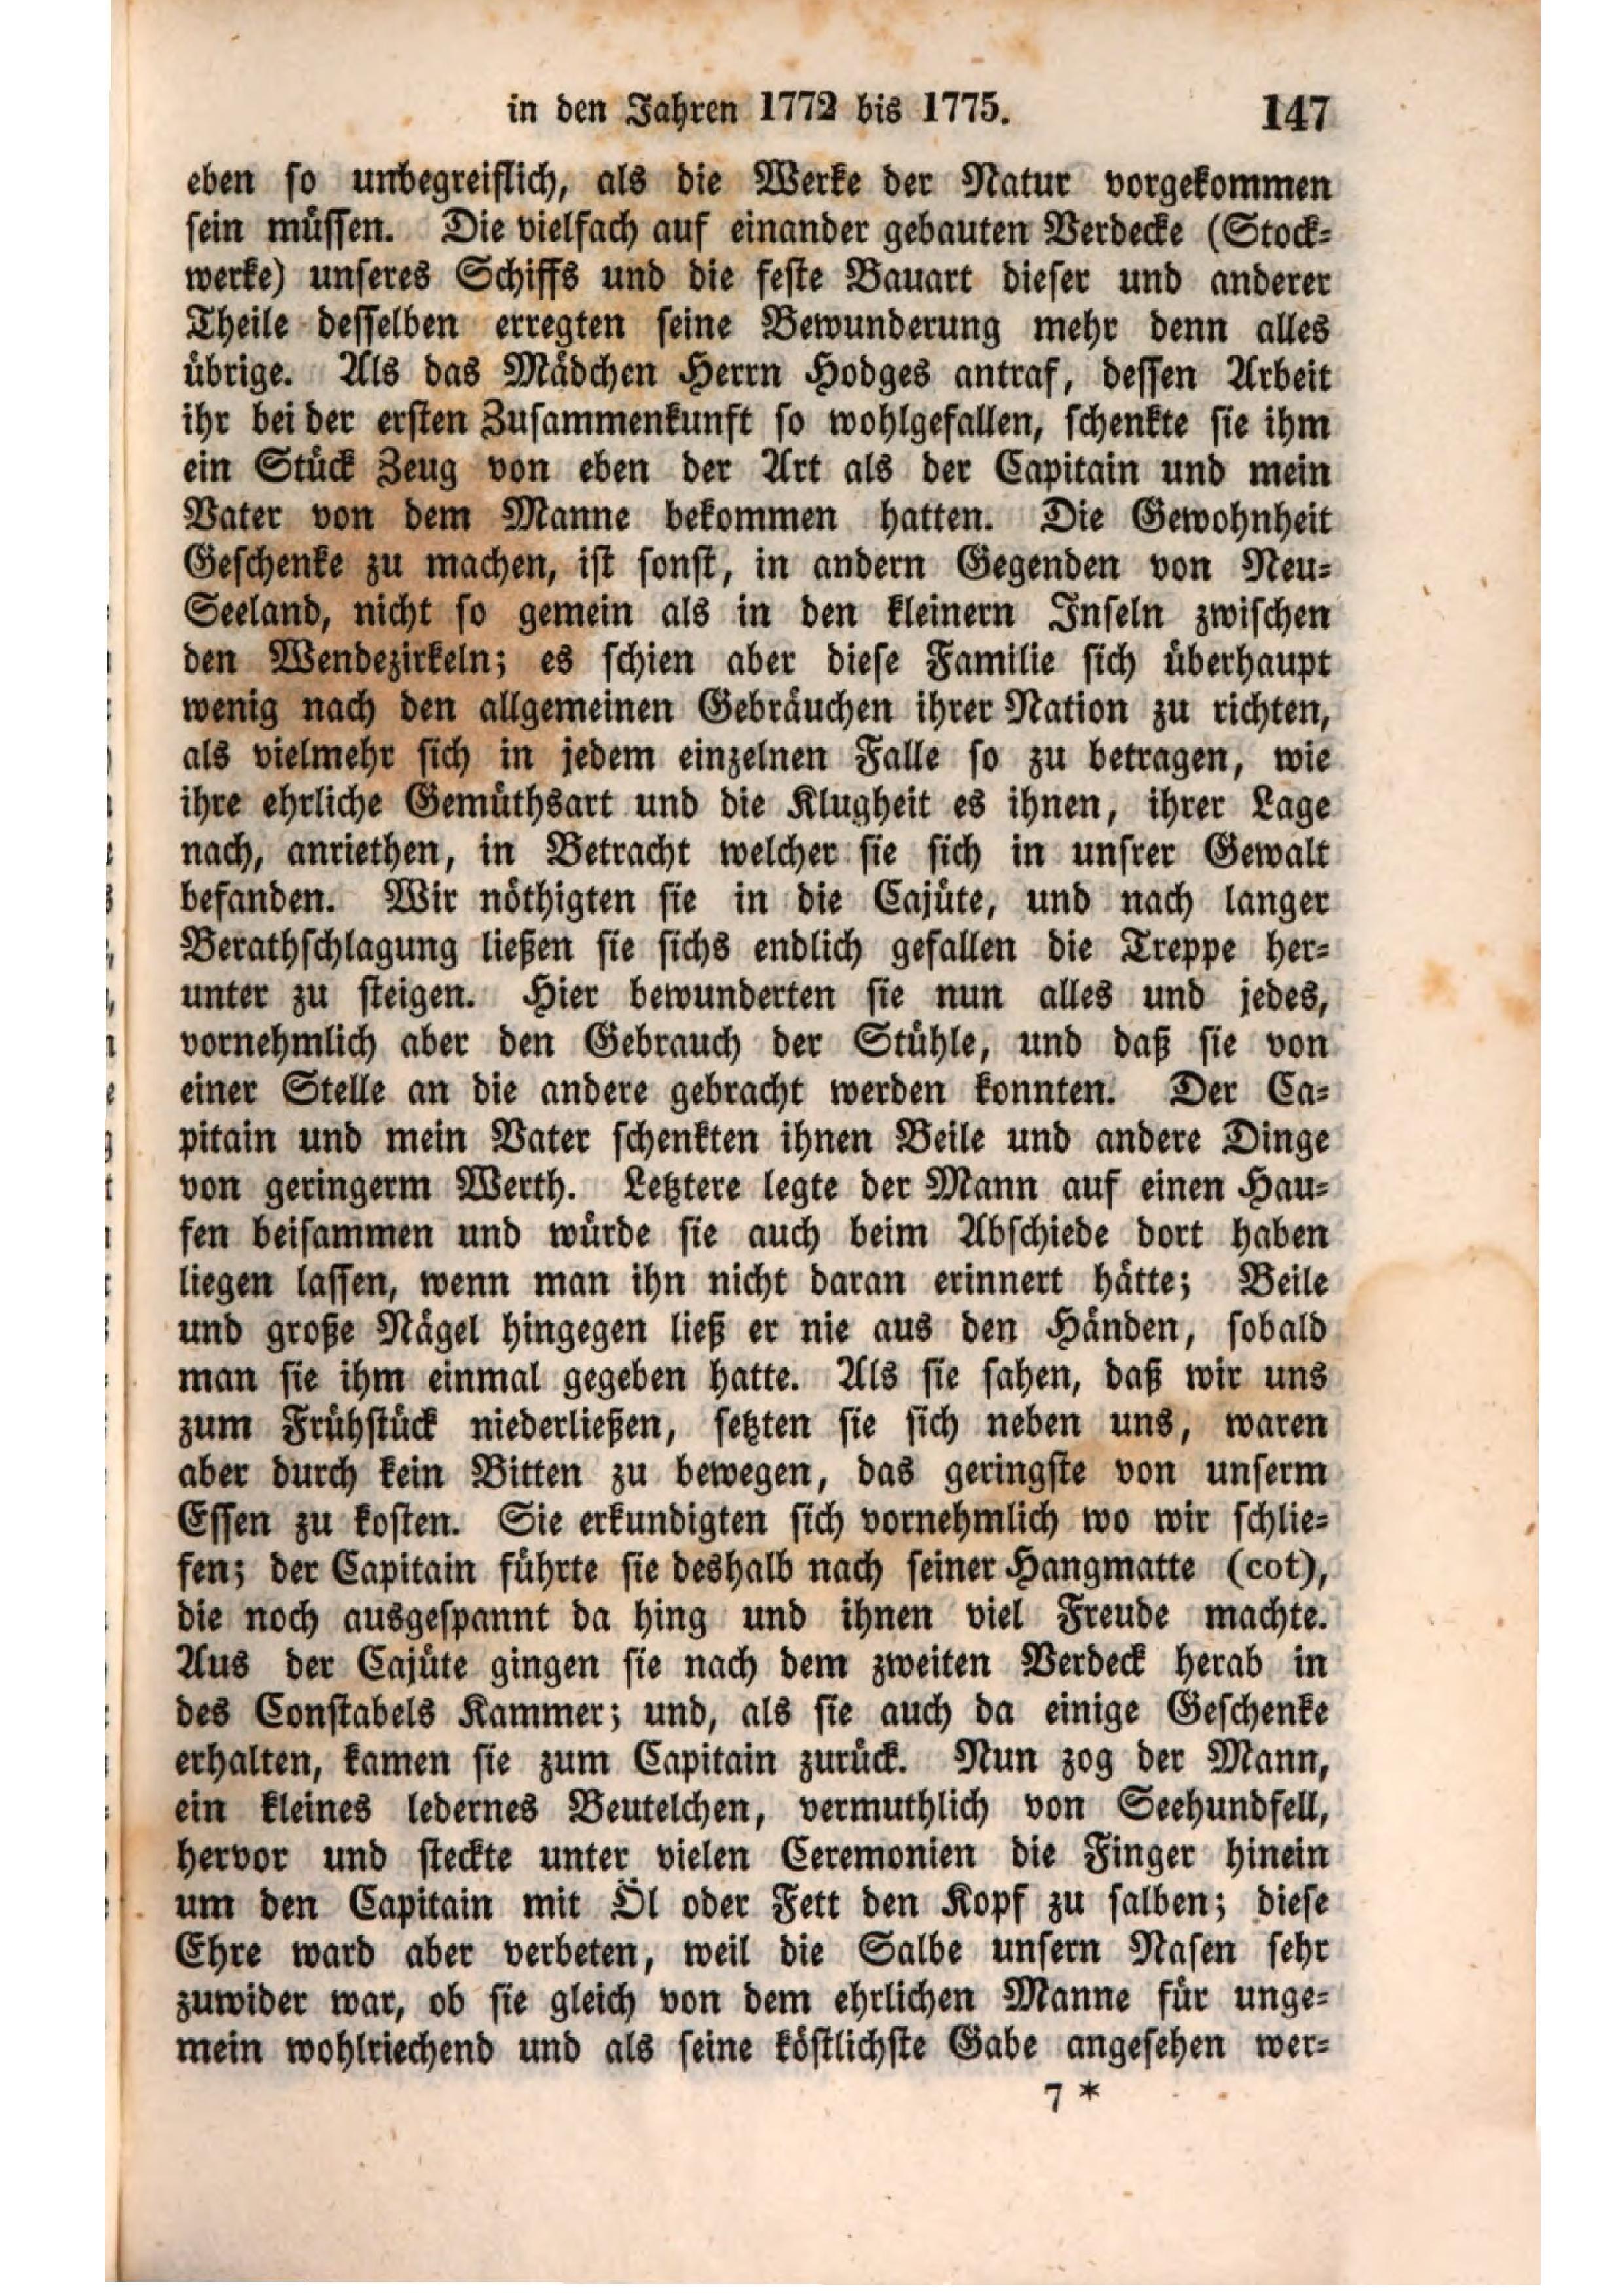 in den Jahren 1772 bis 1775. 147
eben so unbegreiflich, als die Werke der Natur vorgekommen
sein müssen. Die vielfach auf einander gebauten Verdecke (Stock-
werke) unseres Schiffs und die feste Bauart dieser und anderer
Theile desselben erregten seine Bewunderung mehr denn alles
übrige. Als das Mädchen Herrn Hodges antraf, dessen Arbeit
ihr bei der ersten Zusammenkunft so wohlgefallen, schenkte sie ihm
ein Stück Zeug von eben der Art als der Capitain und mein
Vater von dem Manne bekommen hatten. Die Gewohnheit
Geschenke zu machen, ist sonst, in andern Gegenden von Neu-
Seeland, nicht so gemein als in den kleinern Inseln zwischen
den Wendezirkeln; es schien aber diese Familie sich überhaupt
wenig nach den allgemeinen Gebräuchen ihrer Nation zu richten,
als vielmehr sich in jedem einzelnen Falle so zu betragen, wie
ihre ehrliche Gemüthsart und die Klugheit es ihnen, ihrer Lage
nach, anriethen, in Betracht welcher sie sich in unsrer Gewalt
befanden. Wir nöthigten sie in die Cajüte, und nach langer
Berathschlagung ließen sie sichs endlich gefallen die Treppe her-
unter zu steigen. Hier bewunderten sie nun alles und jedes,
vornehmlich aber den Gebrauch der Stühle, und daß sie von
einer Stelle an die andere gebracht werden konnten. Der Ca-
pitain und mein Vater schenkten ihnen Beile und andere Dinge
von geringerm Werth. Letztere legte der Mann auf einen Hau-
fen beisammen und würde sie auch beim Abschiede dort haben
liegen lassen, wenn man ihn nicht daran erinnert hätte; Beile
und große Nägel hingegen ließ er nie aus den Händen, sobald
man sie ihm einmal gegeben hatte. Als sie sahen, daß wir uns
zum Frühstück niederließen, setzten sie sich neben uns, waren
aber durch kein Bitten zu bewegen, das geringste von unserm
Essen zu kosten. Sie erkundigten sich vornehmlich wo wir schlie-
fen; der Capitain führte sie deshalb nach seiner Hangmatte (cot),
die noch ausgespannt da hing und ihnen viel Freude machte.
Aus der Cajüte gingen sie nach dem zweiten Verdeck herab in
des Constabels Kammer; und, als sie auch da einige Geschenke
erhalten, kamen sie zum Capitain zurück. Nun zog der Mann,
ein kleines ledernes Beutelchen, vermuthlich von Seehundfell,
hervor und steckte unter vielen Ceremonien die Finger hinein
um den Capitain mit Öl oder Fett den Kopf zu salben; diese
Ehre ward aber verbeten, weil die Salbe unsern Nasen sehr
zuwider war, ob sie gleich von dem ehrlichen Manne für unge-
mein wohlriechend und als seine köstlichste Gabe angesehen wer-
7 *